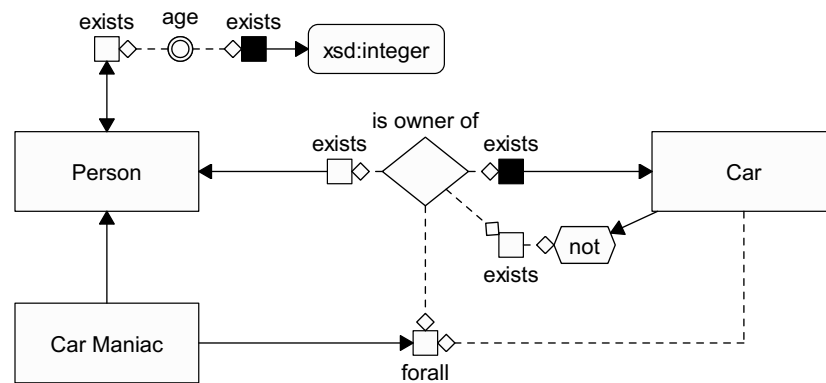 age
exists
exists
xsd:integer
is owner of
exists
exists
Person
Car
not
exists
Car Maniac
forall